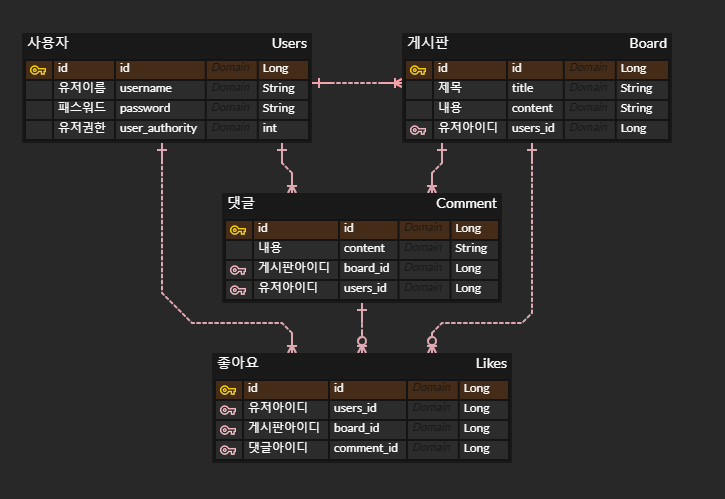 사용자 Users
id id Domain Long
유저이름 username Domain String
패스워드 password Domain String
유저권한 user_authority Domain int
게시판 Board
id id Domain Long
제목 title Domain String
내용 content Domain String
유저아이디 users_id Domain Long
댓글 Comment
id id Domain Long
내용 content Domain String
게시판아이디 board_id Domain Long
유저아이디 users_id Domain Long
좋아요 Likes
id id Domain Long
유저아이디 users_id Domain Long
게시판아이디 board_id Domain Long
댓글아이디 comment_id Domain Long